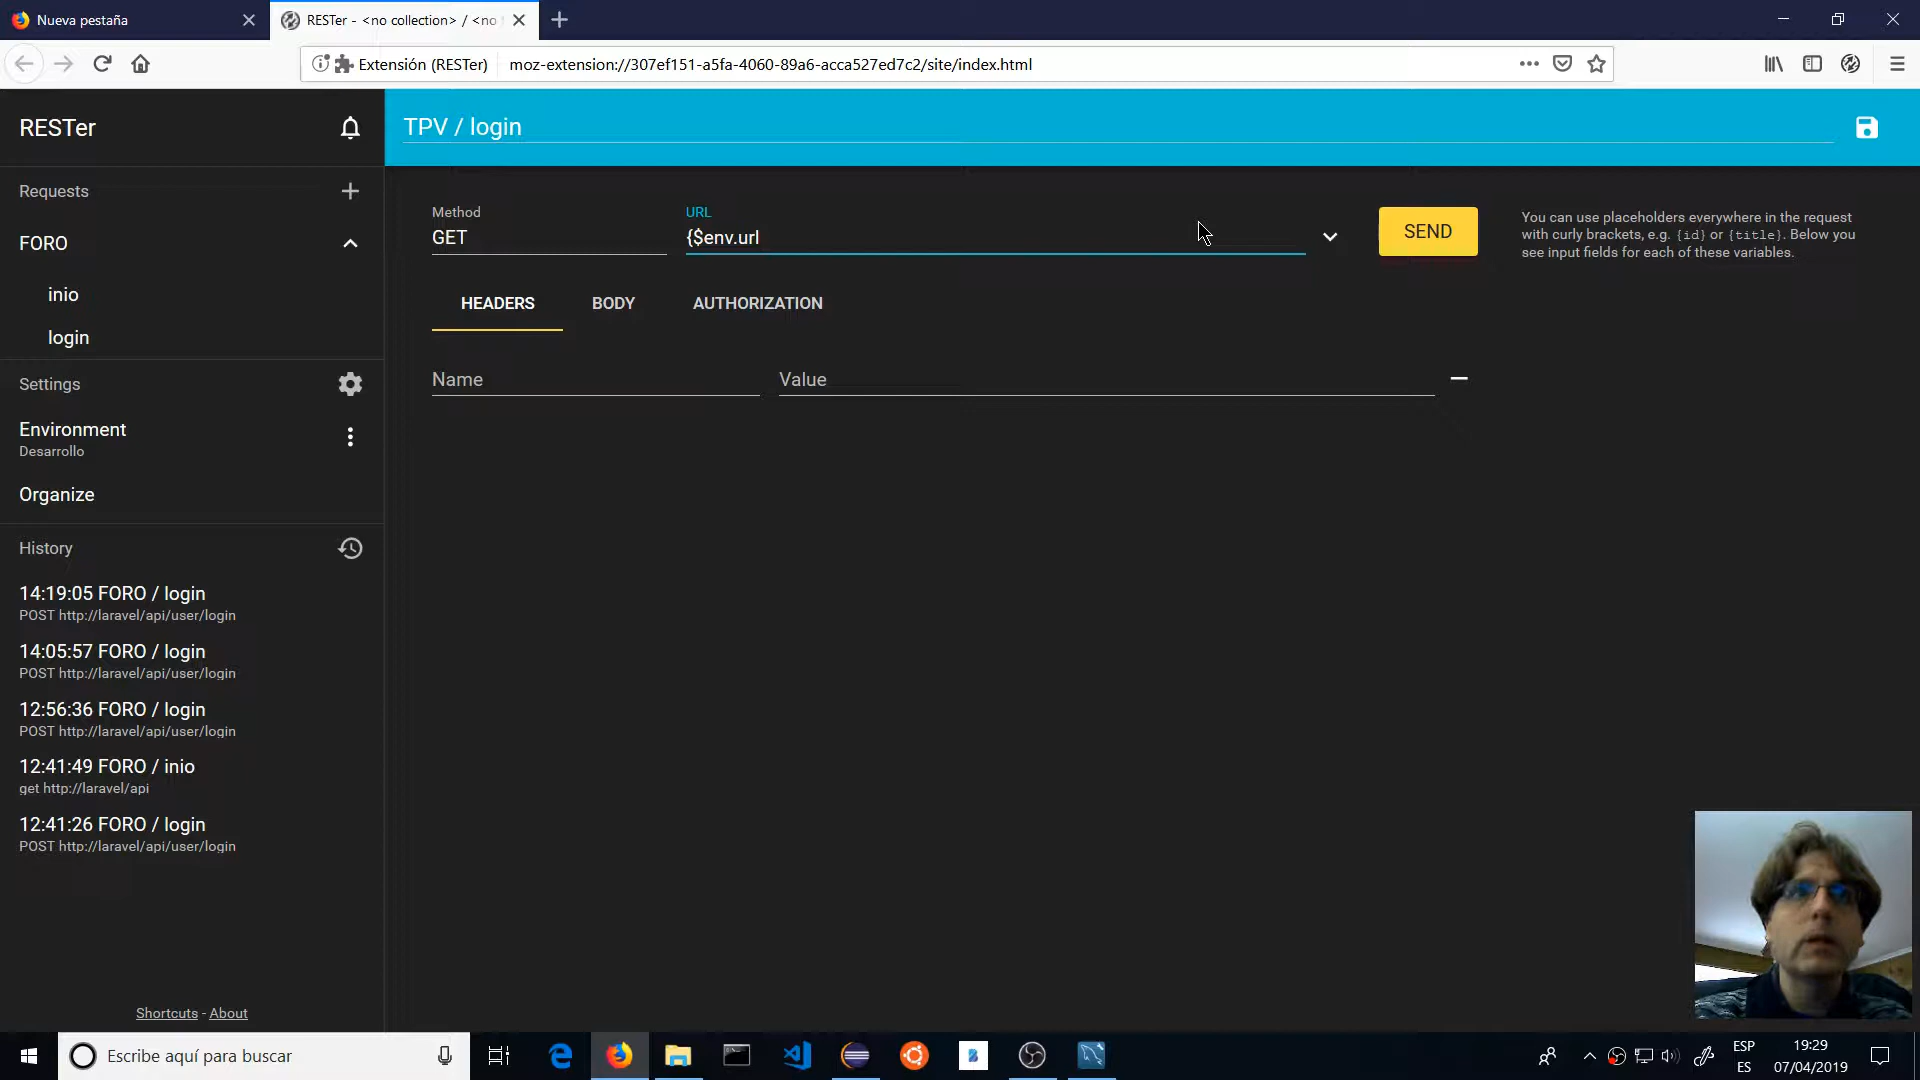 Nueva pestaña
RESTer - <no collection> / <no
Extensión (RESTer)
moz-extension://307ef151-a5fa-4060-89a6-acca527ed7c2/site/index.html
RESTer
TPV / login
Requests
FORO
inio
login
Settings
Environment
Desarrollo
Organize
History
14:19:05 FORO / login
POST http://laravel/api/user/login
14:05:57 FORO / login
POST http://laravel/api/user/login
12:56:36 FORO / login
POST http://laravel/api/user/login
12:41:49 FORO / inio
get http://laravel/api
12:41:26 FORO / login
POST http://laravel/api/user/login
Shortcuts - About
Method
GET
URL
{$env.url
SEND
You can use placeholders everywhere in the request
with curly brackets, e.g. {id} or {title}. Below you
see input fields for each of these variables.
HEADERS
BODY
AUTHORIZATION
Name
Value
Escribe aquí para buscar
ESP
ES
19:29
07/04/2019